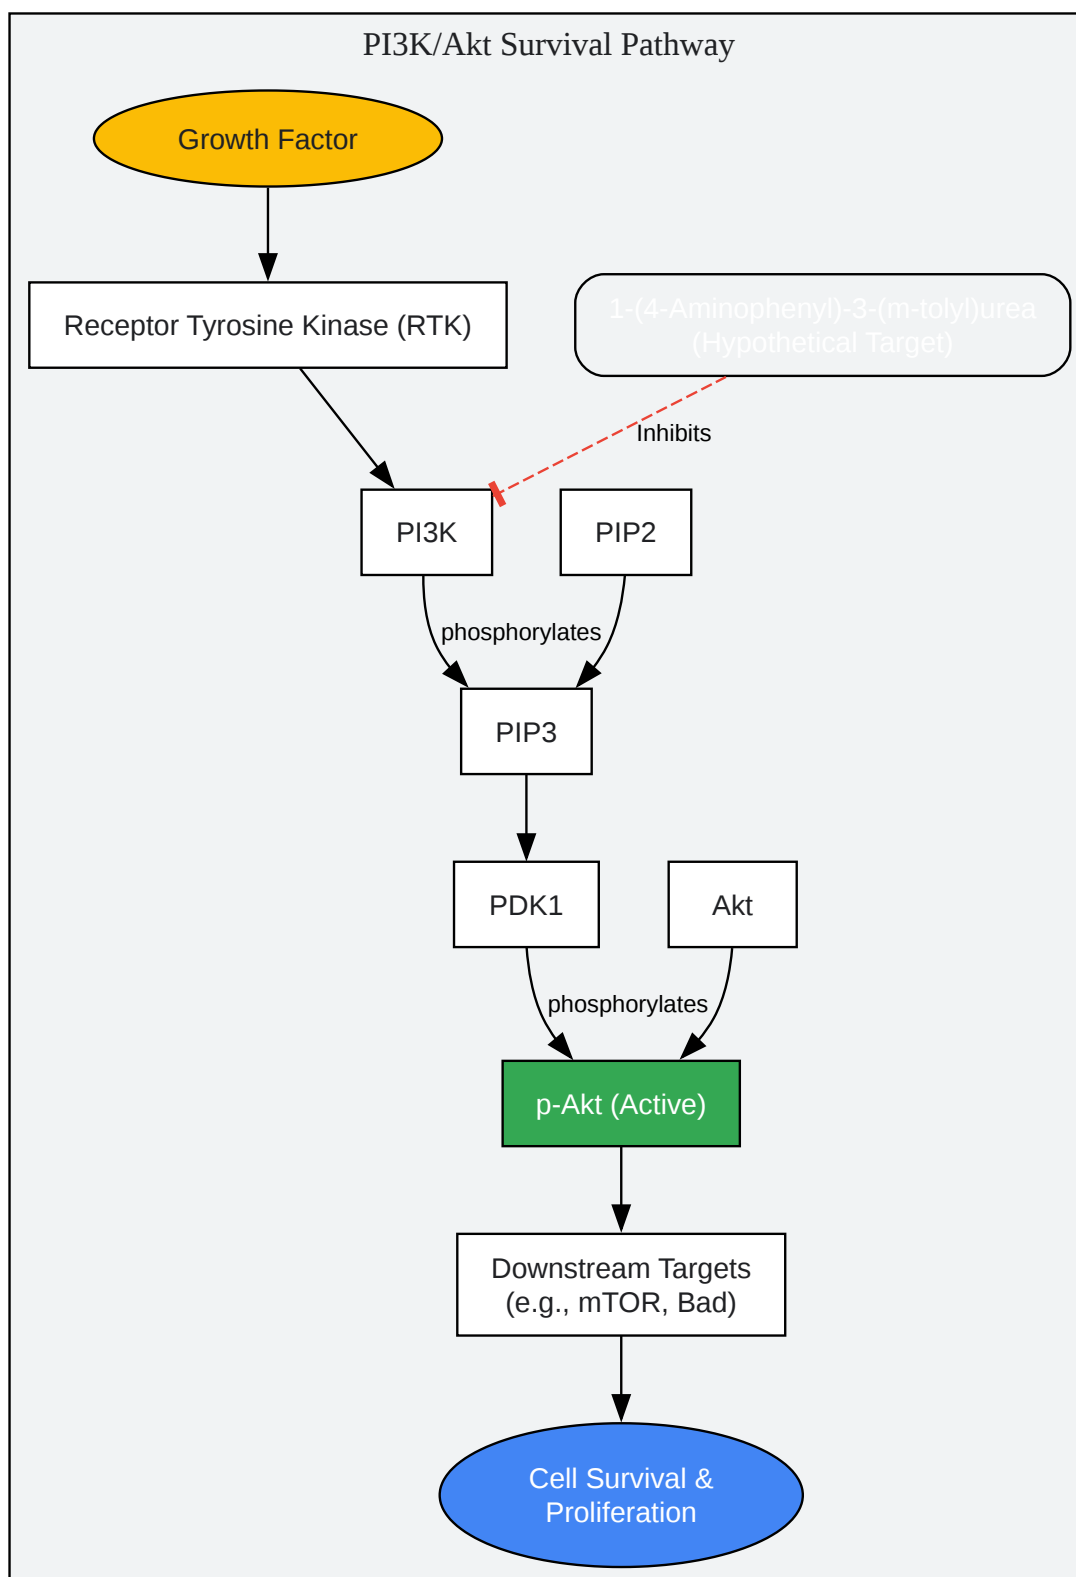 PI3K/Akt Survival Pathway
Growth Factor
Receptor Tyrosine Kinase (RTK)
1-(4-Aminophenyl)-3-(m-tolyl)urea
(Hypothetical Target)
Inhibits
PI3K
PIP2
phosphorylates
PIP3
PDK1
Akt
phosphorylates
p-Akt (Active)
Downstream Targets
(e.g., mTOR, Bad)
Cell Survival &
Proliferation